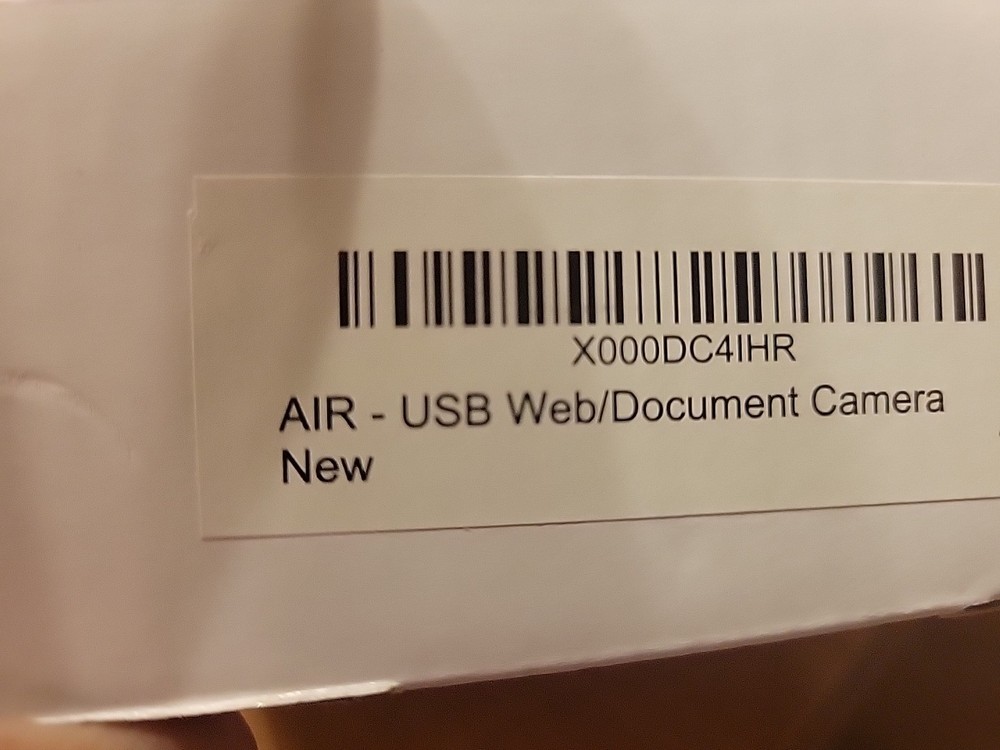 X000DC4IHR
AIR - USB Web/Document Camera
New